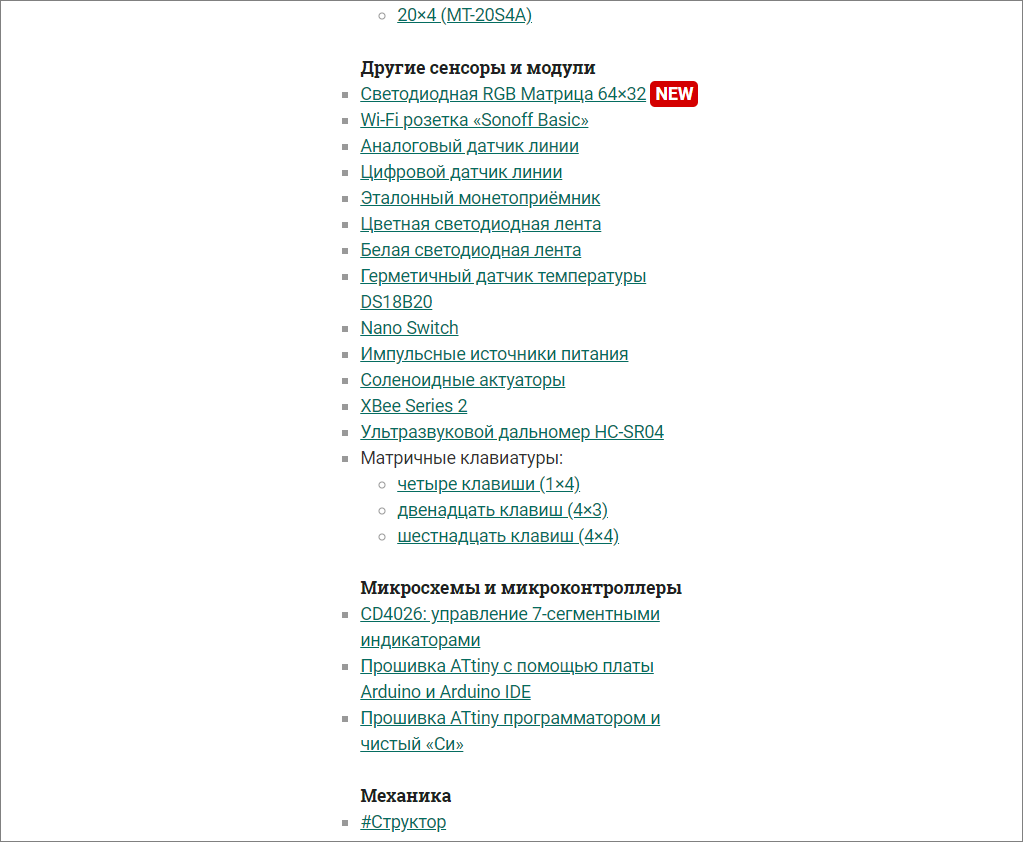 20×4 (MT-20S4A)
Другие сенсоры и модули
Светодиодная RGB Матрица 64×32 NEW
Wi-Fi розетка «Sonoff Basic»
Аналоговый датчик линии
Цифровой датчик линии
Эталонный монетоприёмник
Цветная светодиодная лента
Белая светодиодная лента
Герметичный датчик температуры
DS18B20
Nano Switch
Импульсные источники питания
Соленоидные актуаторы
XBee Series 2
Ультразвуковой дальномер HC-SR04
Матричные клавиатуры:
четыре клавиши (1×4)
двенадцать клавиш (4×3)
шестнадцать клавиш (4×4)
Микросхемы и микроконтроллеры
CD4026: управление 7-сегментными
индикаторами
Прошивка ATtiny с помощью платы
Arduino и Arduino IDE
Прошивка ATtiny программатором и
чистый «Си»
Механика
#Структор